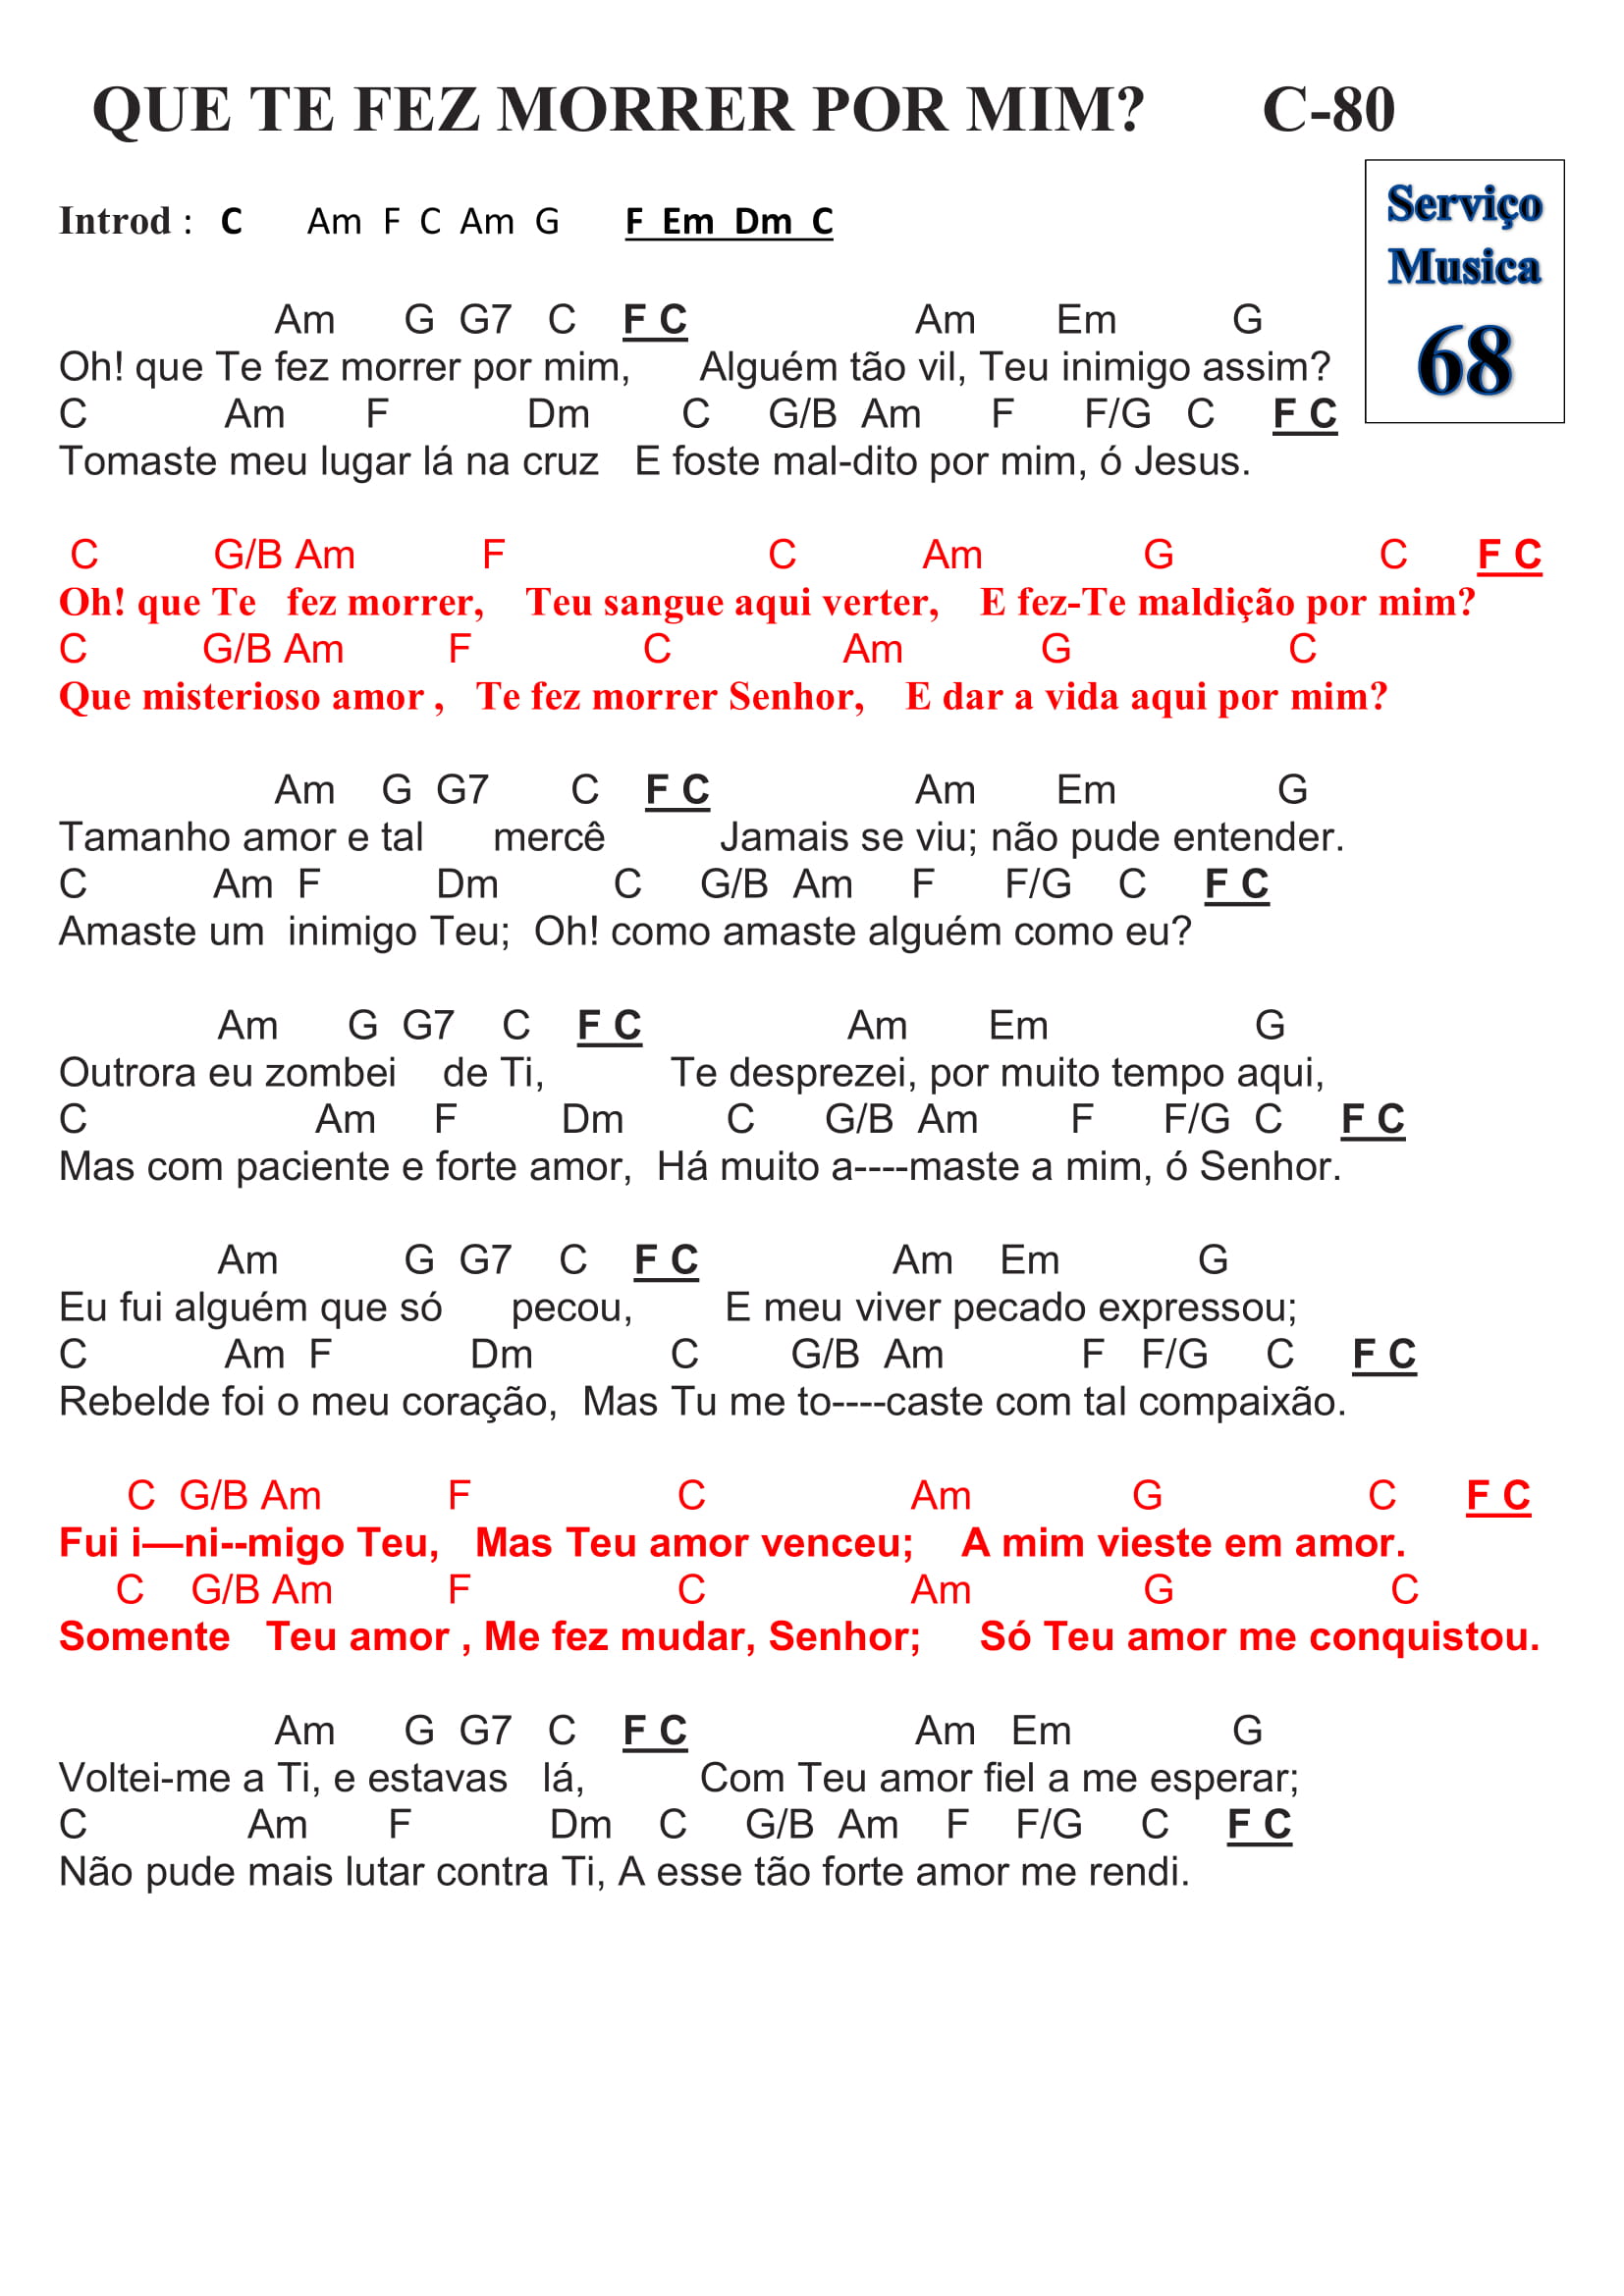 QUE TE FEZ MORRER POR MIM? C-80
Serviço
Musica
68
Introd : C Am F C Am G F Em Dm C
Am G G7 C F C Am Em G
Oh! que Te fez morrer por mim, Alguém tão vil, Teu inimigo assim?
C Am F Dm C G/B Am F F/G C F C
Tomaste meu lugar lá na cruz E foste mal-dito por mim, ó Jesus.
C G/B Am F C Am G C F C
Oh! que Te fez morrer, Teu sangue aqui verter, E fez-Te maldição por mim?
C G/B Am F C Am G C
Que misterioso amor , Te fez morrer Senhor, E dar a vida aqui por mim?
Am G G7 C F C Am Em G
Tamanho amor e tal mercê Jamais se viu; não pude entender.
C Am F Dm C G/B Am F F/G C F C
Amaste um inimigo Teu; Oh! como amaste alguém como eu?
Am G G7 C F C Am Em G
Outrora eu zombei de Ti, Te desprezei, por muito tempo aqui,
C Am F Dm C G/B Am F F/G C F C
Mas com paciente e forte amor, Há muito a----maste a mim, ó Senhor.
Am G G7 C F C Am Em G
Eu fui alguém que só pecou, E meu viver pecado expressou;
C Am F Dm C G/B Am F F/G C F C
Rebelde foi o meu coração, Mas Tu me to----caste com tal compaixão.
C G/B Am F C Am G C F C
Fui i—ni--migo Teu, Mas Teu amor venceu; A mim vieste em amor.
C G/B Am F C Am G C
Somente Teu amor , Me fez mudar, Senhor; Só Teu amor me conquistou.
Am G G7 C F C Am Em G
Voltei-me a Ti, e estavas lá, Com Teu amor fiel a me esperar;
C Am F Dm C G/B Am F F/G C F C
Não pude mais lutar contra Ti, A esse tão forte amor me rendi.